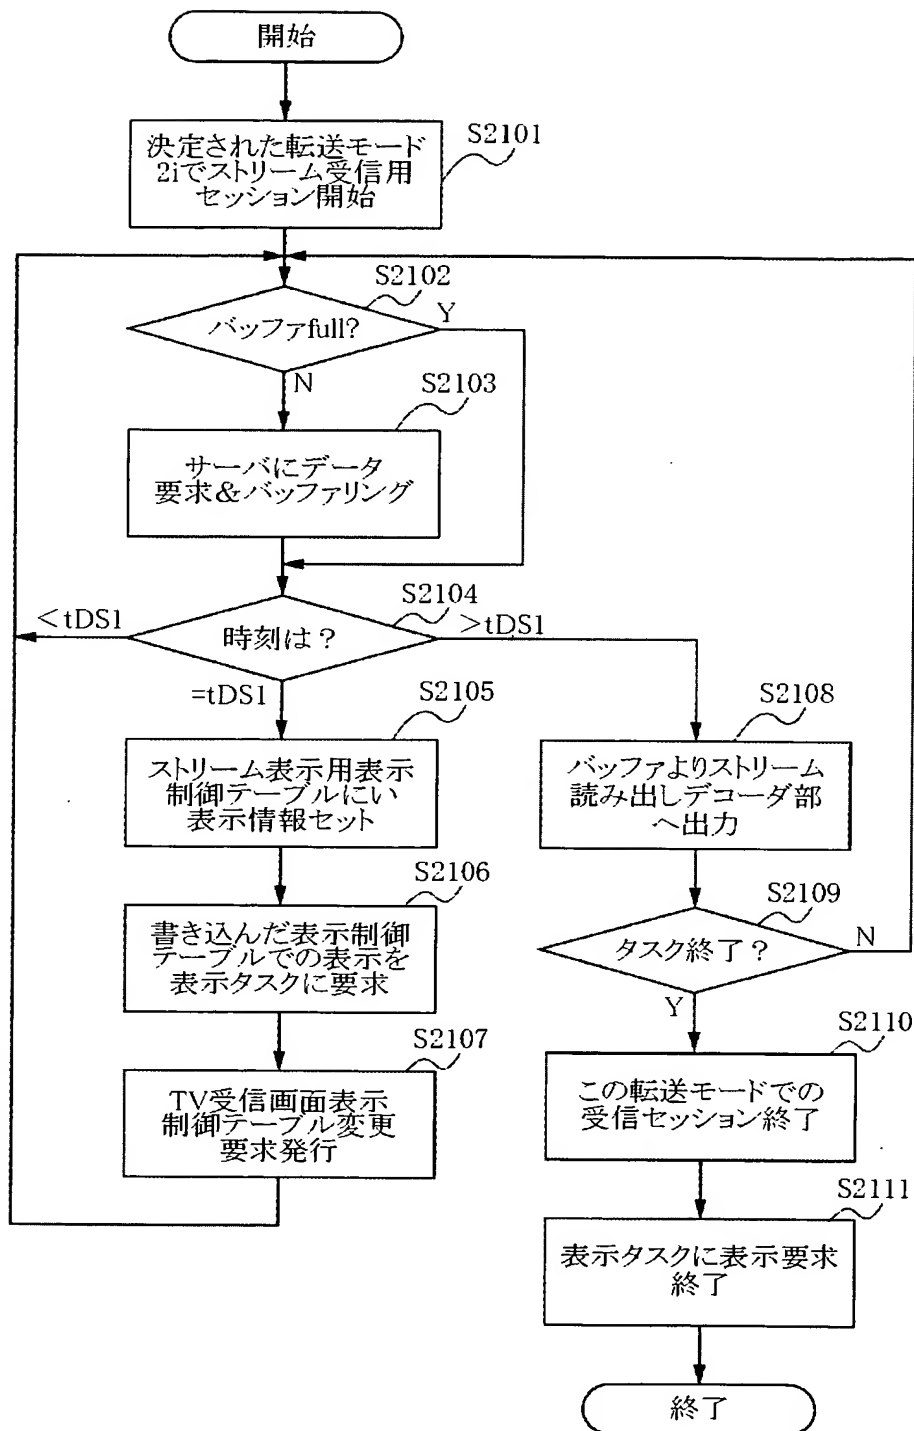 開始
S2101
決定された転送モード
2iでストリーム受信用
セッション開始
S2102
バッファfull?
Y
N
S2103
サーバにデータ
要求&バッファリング
S2104
時刻は?
<tDS1
>tDS1
=tDS1
S2105
ストリーム表示用表示
制御テーブルにい
表示情報セット
S2106
書き込んだ表示制御
テーブルでの表示を
表示タスクに要求
S2107
TV受信画面表示
制御テーブル変更
要求発行
S2108
バッファよりストリーム
読み出しデコーダ部
へ出力
S2109
タスク終了?
N
Y
S2110
この転送モードでの
受信セッション終了
S2111
表示タスクに表示要求
終了
終了